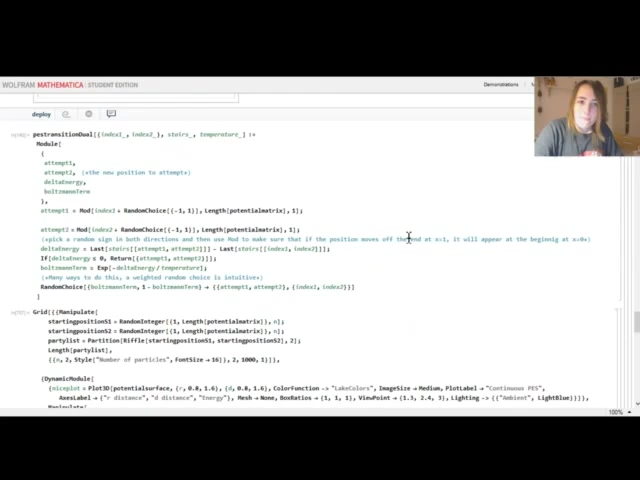 WOLFRAM MATHEMATICA | STUDENT EDITION
Demonstrations
deploy
pestransitionDual[{index1_, index2_}, stairs_, temperature_] :=
Module[
{
attempt1,
attempt2, (*the new position to attempt*)
deltaEnergy,
boltzmannTerm
},
attempt1 = Mod[index2 + RandomChoice[{-1, 1}], Length[potentialmatrix], 1];
attempt2 = Mod[index2 + RandomChoice[{-1, 1}], Length[potentialmatrix], 1];
(*pick a random sign in both directions and then use Mod to make sure that if the position moves off the end at x=1, it will appear at the beginnig at x=0*)
deltaEnergy = Last[stairs[[attempt1, attempt2]]] - Last[stairs[[index2, index2]]];
If[deltaEnergy ≤ 0, Return[{attempt1, attempt2}]];
boltzmannTerm = Exp[-deltaEnergy / temperature];
(*Many ways to do this, a weighted random choice is intuitive*)
RandomChoice[{boltzmannTerm, 1 - boltzmannTerm} → {{attempt1, attempt2}, {index1, index2}}]
]
Grid[{{Manipulate[
startingpositionS1 = RandomInteger[{1, Length[potentialmatrix]}, n];
startingpositionS2 = RandomInteger[{1, Length[potentialmatrix]}, n];
partylist = Partition[Riffle[startingpositionS1, startingpositionS2], 2];
Length[partylist],
{{n, 2, Style["Number of particles", FontSize → 16]}, 2, 1000, 1}],
(DynamicModule[
{niceplot = Plot3D[potentialsurface, {r, 0.8, 1.6}, {d, 0.8, 1.6}, ColorFunction -> "LakeColors", ImageSize → Medium, PlotLabel → "Continuous PES",
AxesLabel → {"r distance", "d distance", "Energy"}, Mesh → None, BoxRatios → {1, 1, 1}, ViewPoint → {1.3, 2.4, 3}, Lighting -> {{"Ambient", LightBlue}}]},
100%